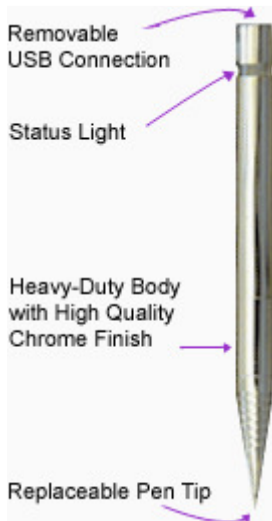 Removable
USB Connection
Status Light
Heavy-Duty Body
with High Quality
Chrome Finish
Replaceable Pen Tip